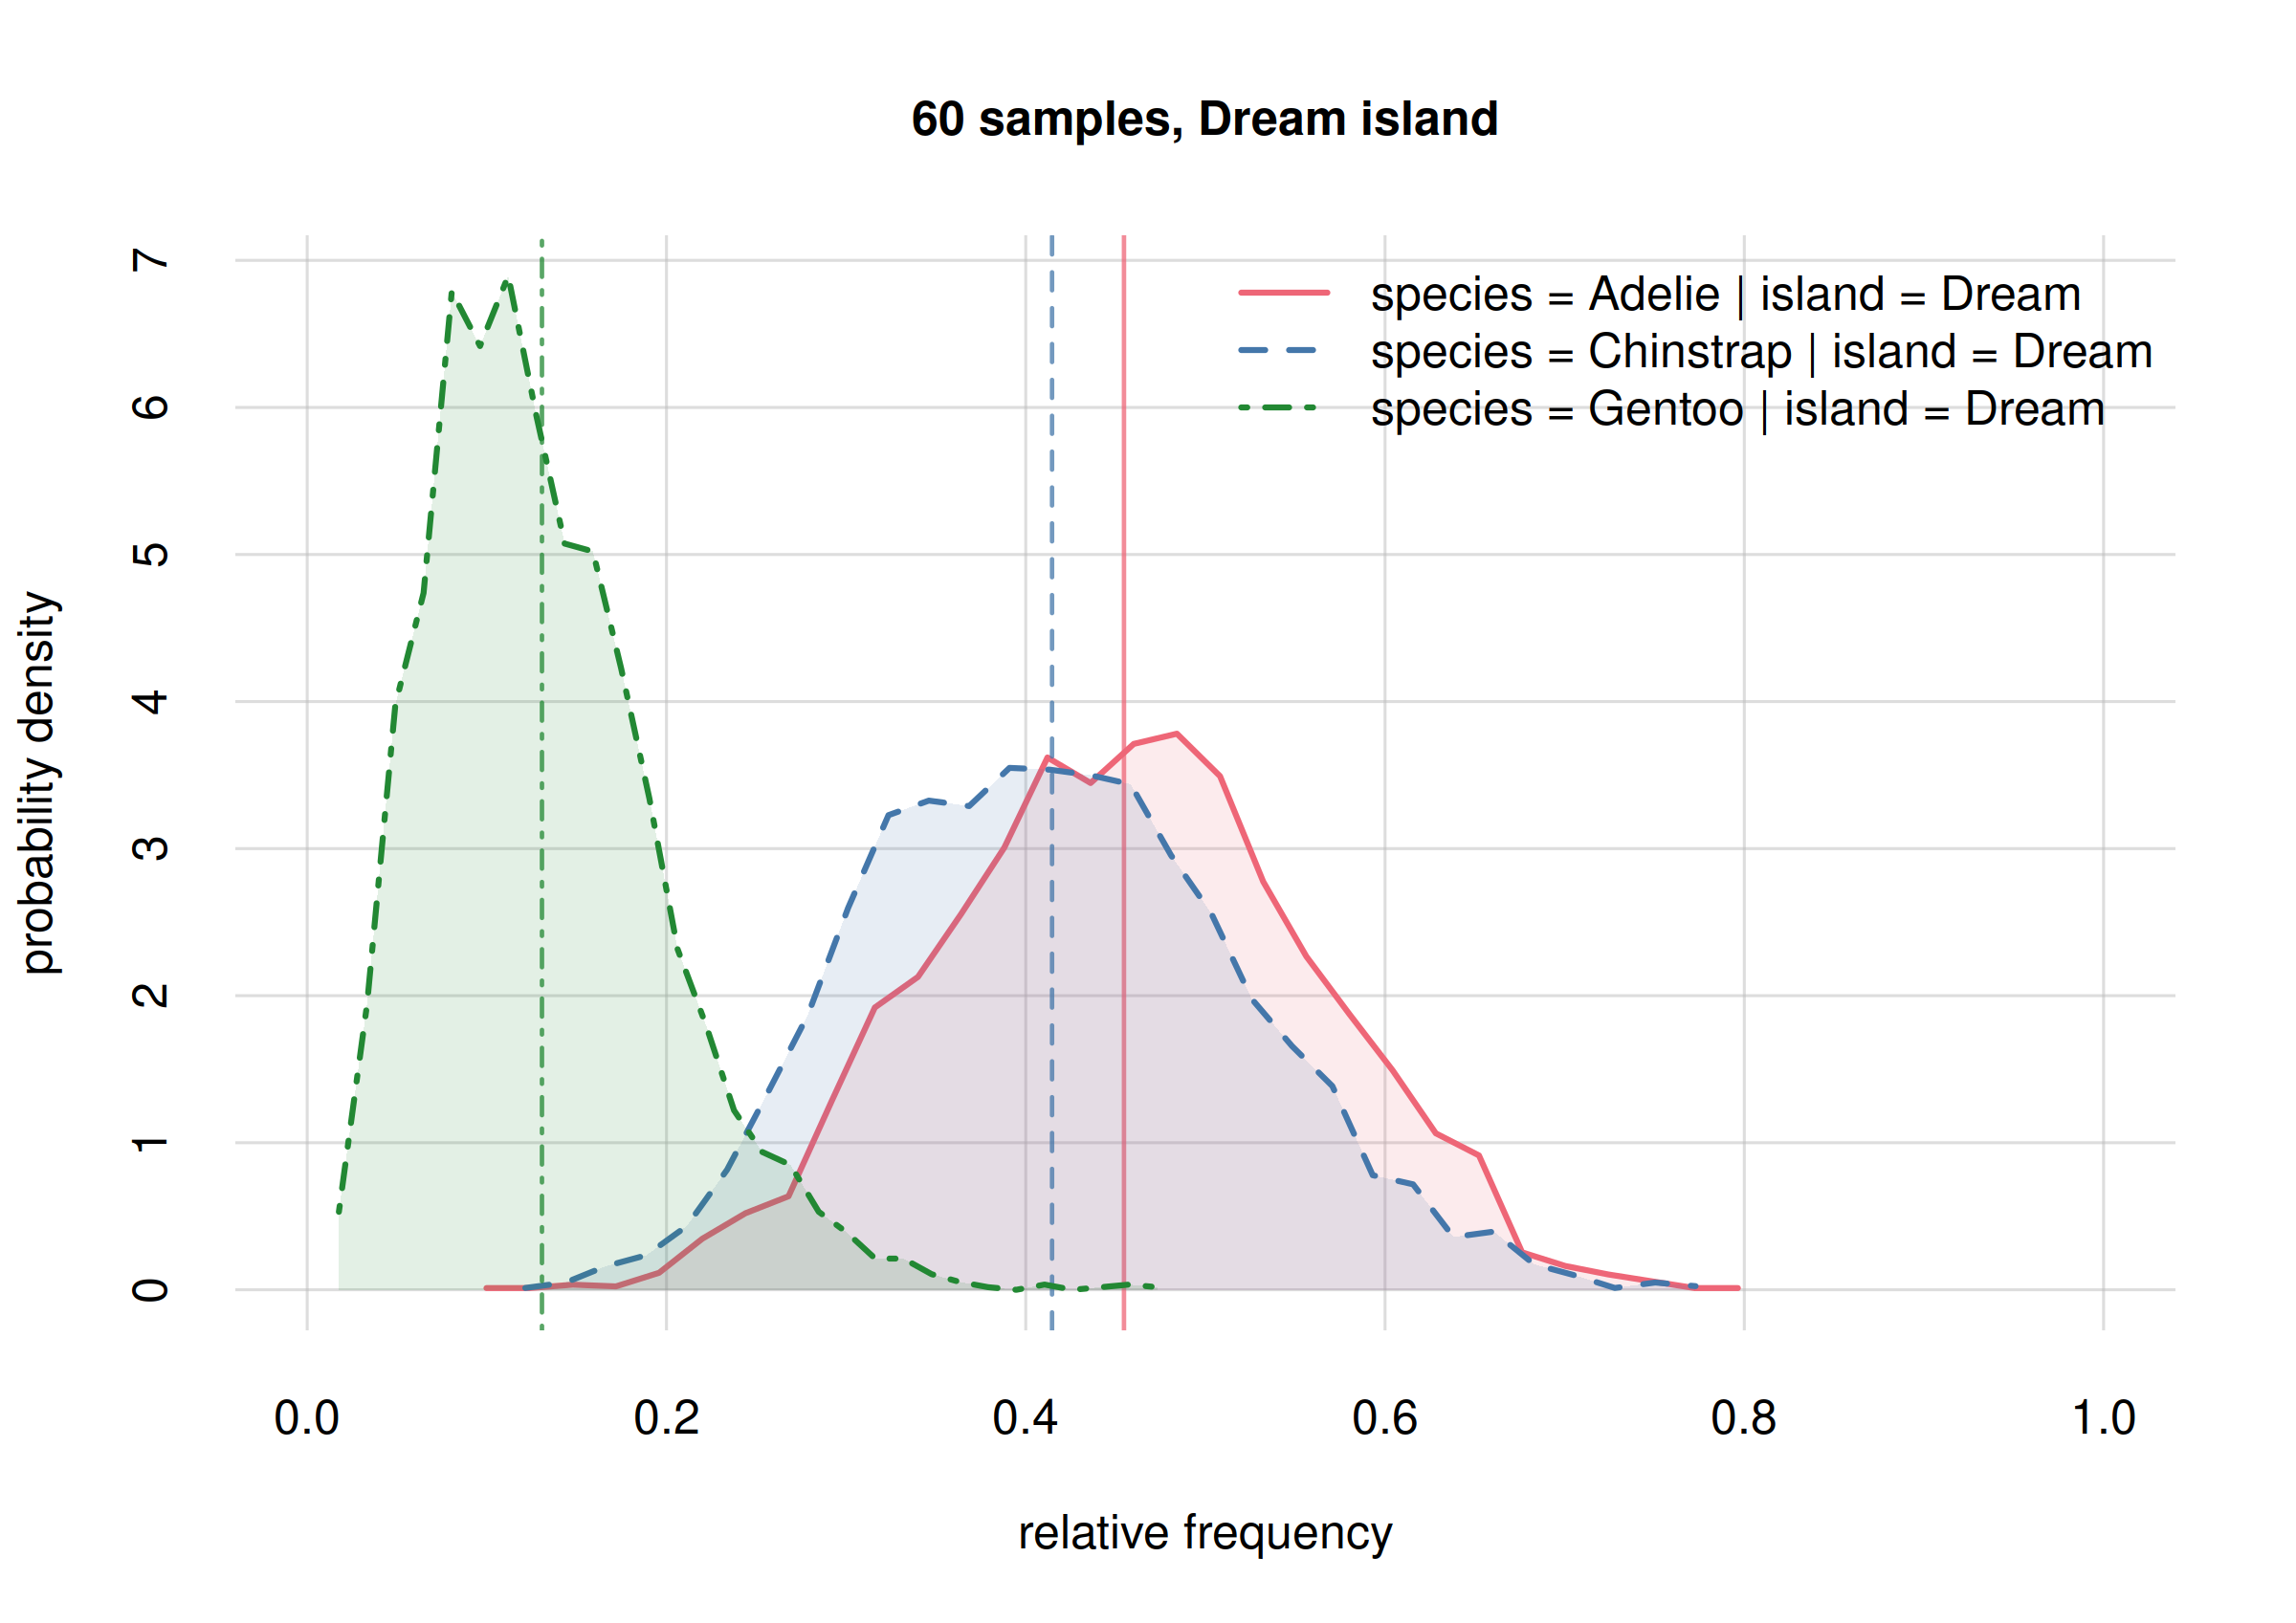 60 samples, Dream island
probability density
7
6
5
4
3
2
1
0
species = Adelie | island = Dream
species = Chinstrap | island = Dream
species = Gentoo | island = Dream
0.0 0.2 0.4 0.6 0.8 1.0
relative frequency